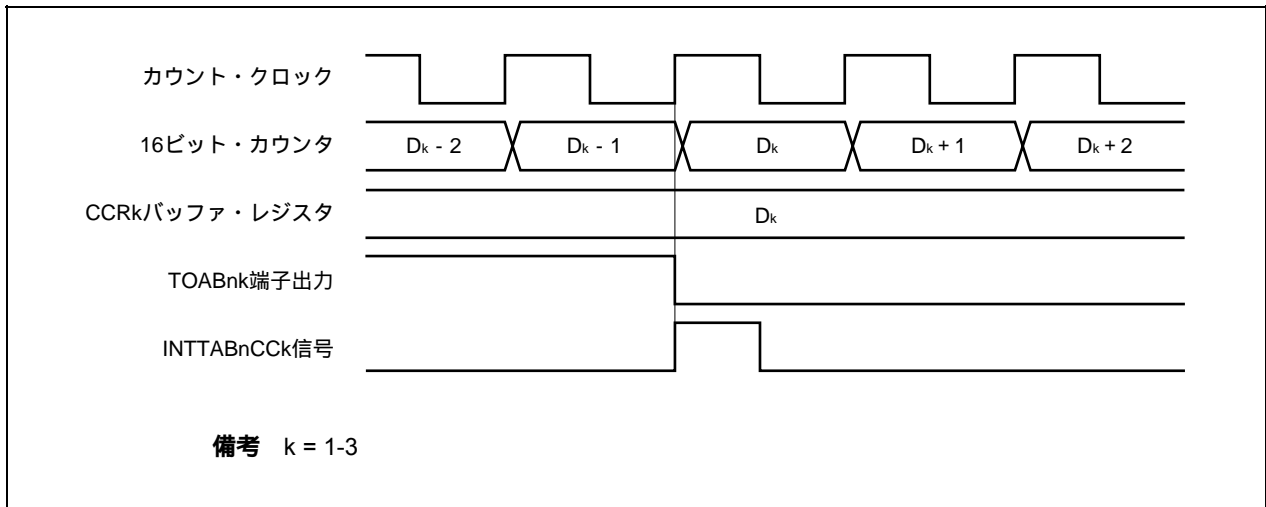 カウント・クロック
16ビット・カウンタ Dk - 2 Dk - 1 Dk Dk + 1 Dk + 2
CCRkバッファ・レジスタ Dk
TOABnk端子出力
INTTABnCCk信号
備考 k = 1-3